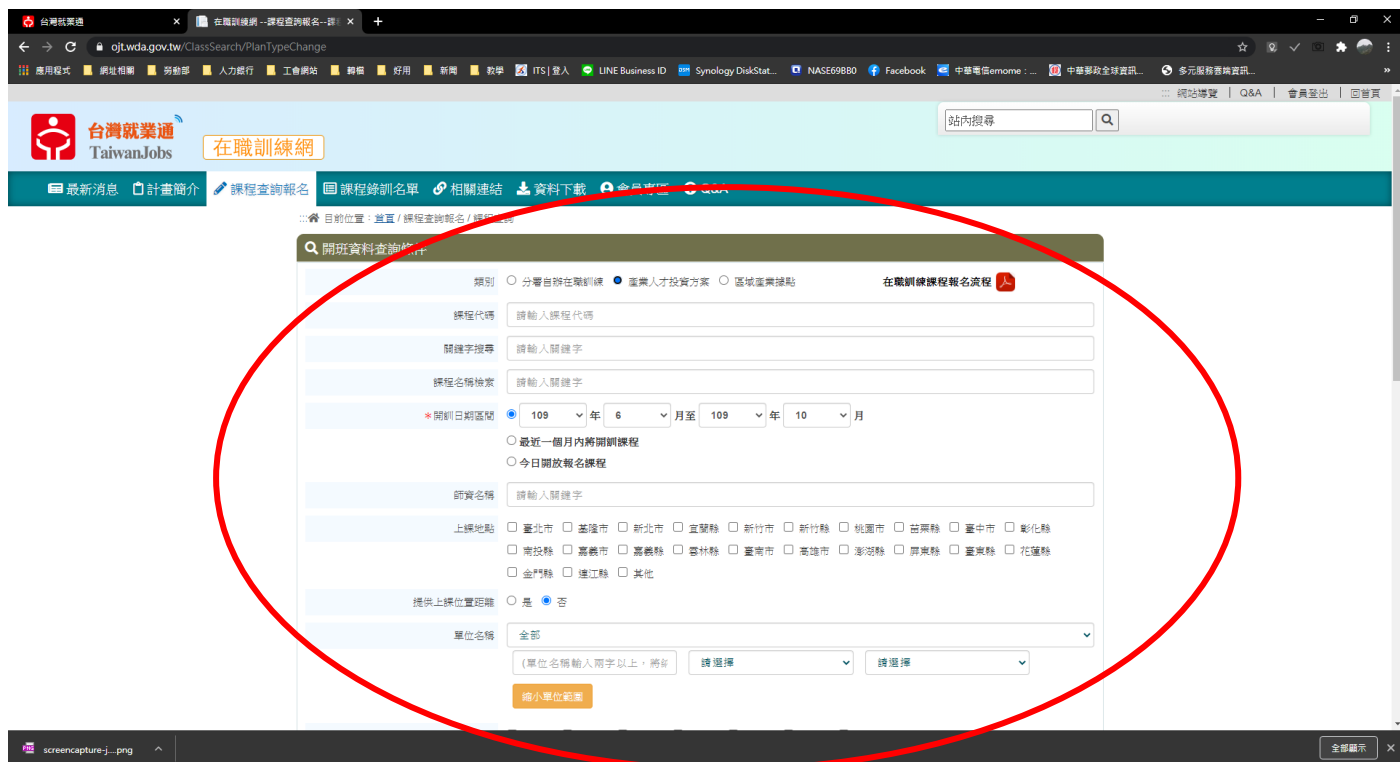 台灣就業通
在職訓練網 --課程查詢報名--課
ojt.wda.gov.tw/ClassSearch/PlanTypeChange
應用程式 網址相關 勞動部 人力銀行 工會網站 歸檔 好用 新聞 教學 ITS | 登入 LINE Business ID Synology DiskStat... NASE69BB0 Facebook 中華電信emome : ... 中華郵政全球資訊... 多元服務雲端資訊... »
::: 網站導覽 | Q&A | 會員登出 | 回首頁
站內搜尋
台灣就業通
TaiwanJobs
在職訓練網
最新消息 計畫簡介 課程查詢報名 課程錄訓名單 相關連結 資料下載 會員專區 Q&A
::: 目前位置：首頁 / 課程查詢報名 / 課程查詢
開班資料查詢條件
類別 分署自辦在職訓練 產業人才投資方案 區域產業據點 在職訓練課程報名流程
課程代碼 請輸入課程代碼
關鍵字搜尋 請輸入關鍵字
課程名稱檢索 請輸入關鍵字
*開訓日期區間 109 年 6 月至 109 年 10 月
最近一個月內將開訓課程
今日開放報名課程
師資名稱 請輸入關鍵字
上課地點 臺北市 基隆市 新北市 宜蘭縣 新竹市 新竹縣 桃園市 苗栗縣 臺中市 彰化縣
南投縣 嘉義市 嘉義縣 雲林縣 臺南市 高雄市 澎湖縣 屏東縣 臺東縣 花蓮縣
金門縣 連江縣 其他
提供上課位置距離 是 否
單位名稱 全部
(單位名稱輸入兩字以上，將 請選擇 請選擇
縮小單位範圍
screencapture-j....png
全部顯示